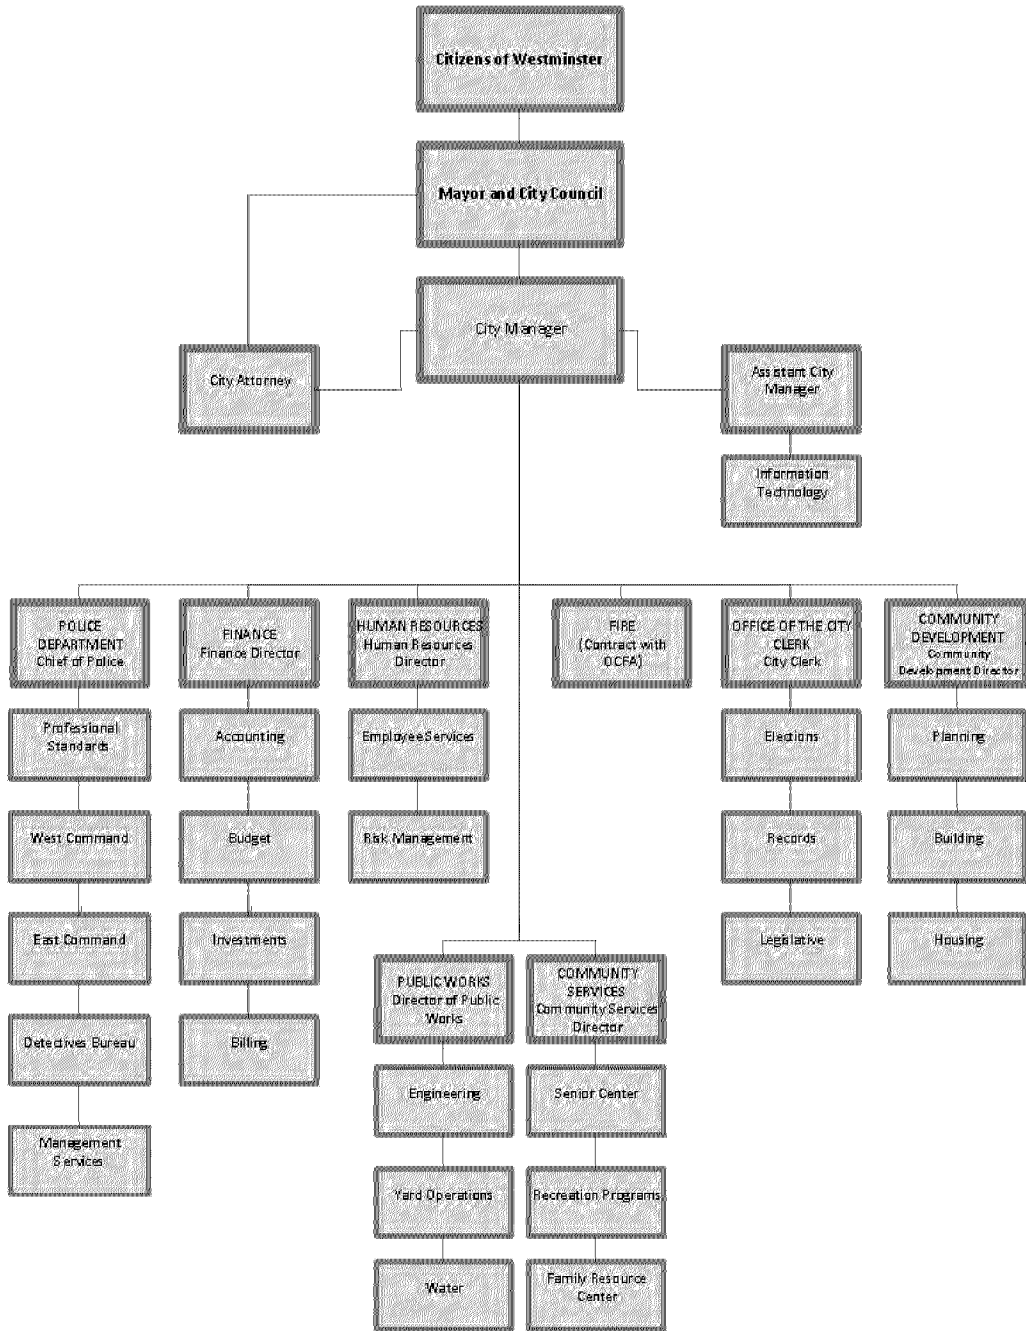 Citizens of Westminster
Mayor and City Council
City Manager
City Attorney
Assistant City
Manager
Information
Technology
POLICE
DEPARTMENT
Chief of Police
Professional
Standards
West Command
East Command
Detectives Bureau
Management
Services
FINANCE
Finance Director
Accounting
Budget
Investments
Billing
HUMAN RESOURCES
Human Resources
Director
Employee Services
Risk Management
FIRE
(Contract with
OCFA)
OFFICE OF THE CITY
CLERK
City Clerk
Elections
Records
Legislative
COMMUNITY
DEVELOPMENT
Community
Development Director
Planning
Building
Housing
PUBLIC WORKS
Director of Public
Works
Engineering
Yard Operations
Water
COMMUNITY
SERVICES
Community Services
Director
Senior Center
Recreation Programs
Family Resource
Center